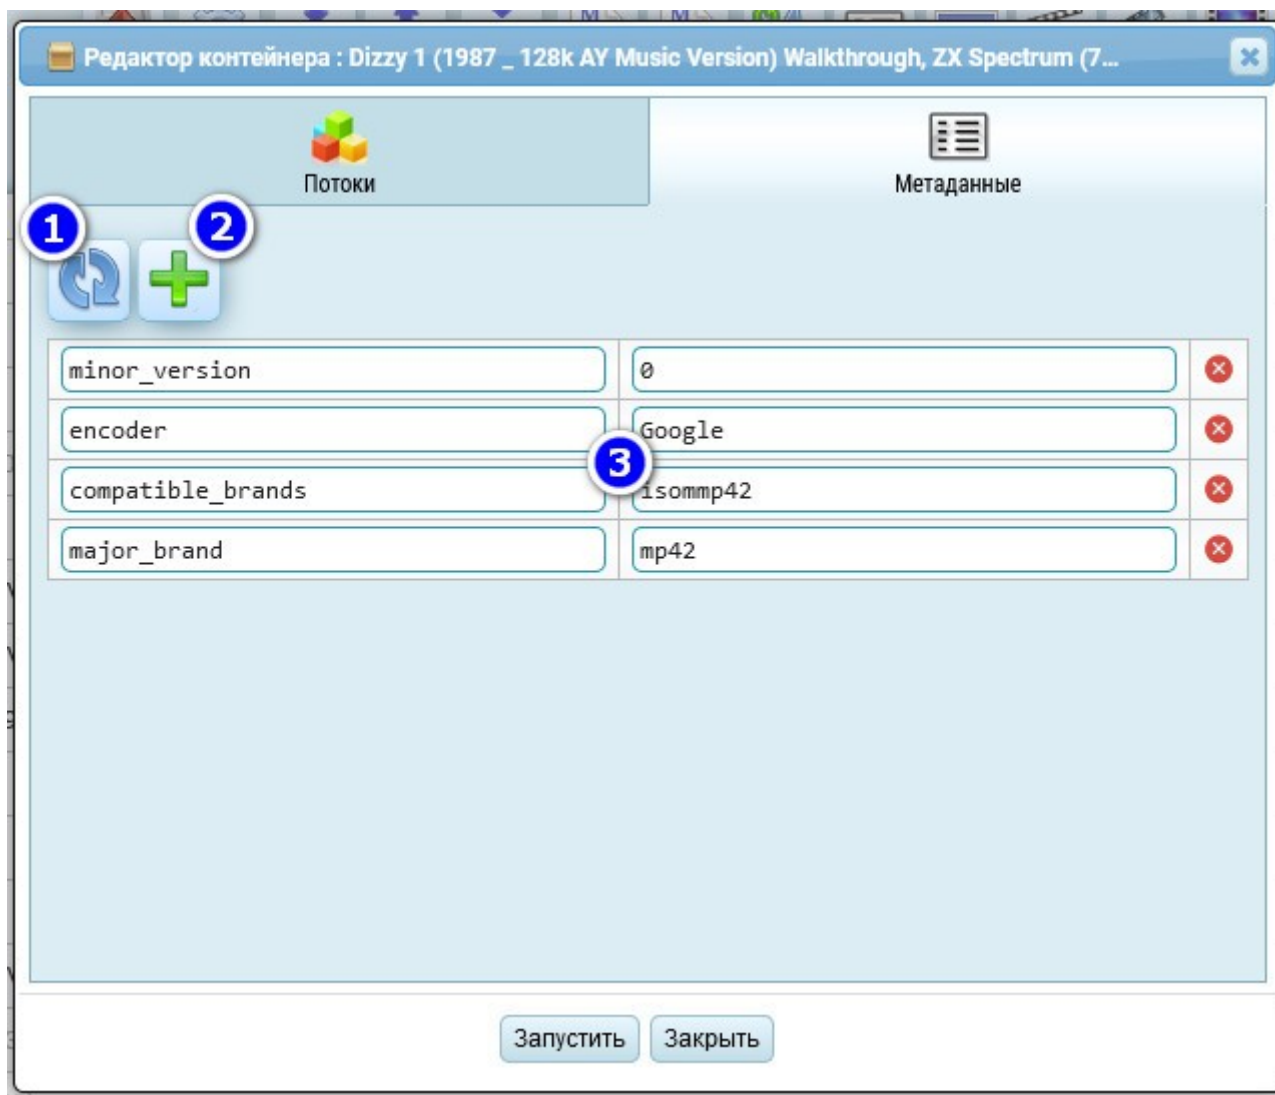 Редактор контейнера : Dizzy 1 (1987 _ 128k AY Music Version) Walkthrough, ZX Spectrum (7...
Потоки
Метаданные
1
2
minor_version 0
encoder Google
3
compatible_brands isommp42
major_brand mp42
Запустить Закрыть